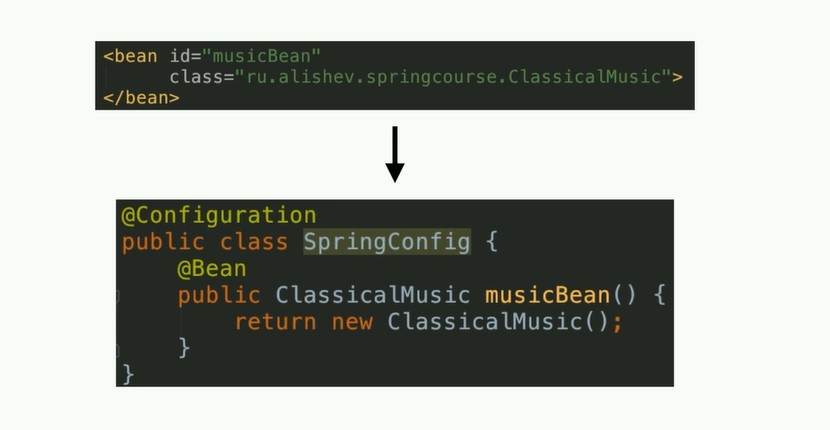 <bean id="musicBean"
      class="ru.alishev.springcourse.ClassicalMusic">
</bean>
@Configuration
public class SpringConfig {
    @Bean
    public ClassicalMusic musicBean() {
        return new ClassicalMusic();
    }
}